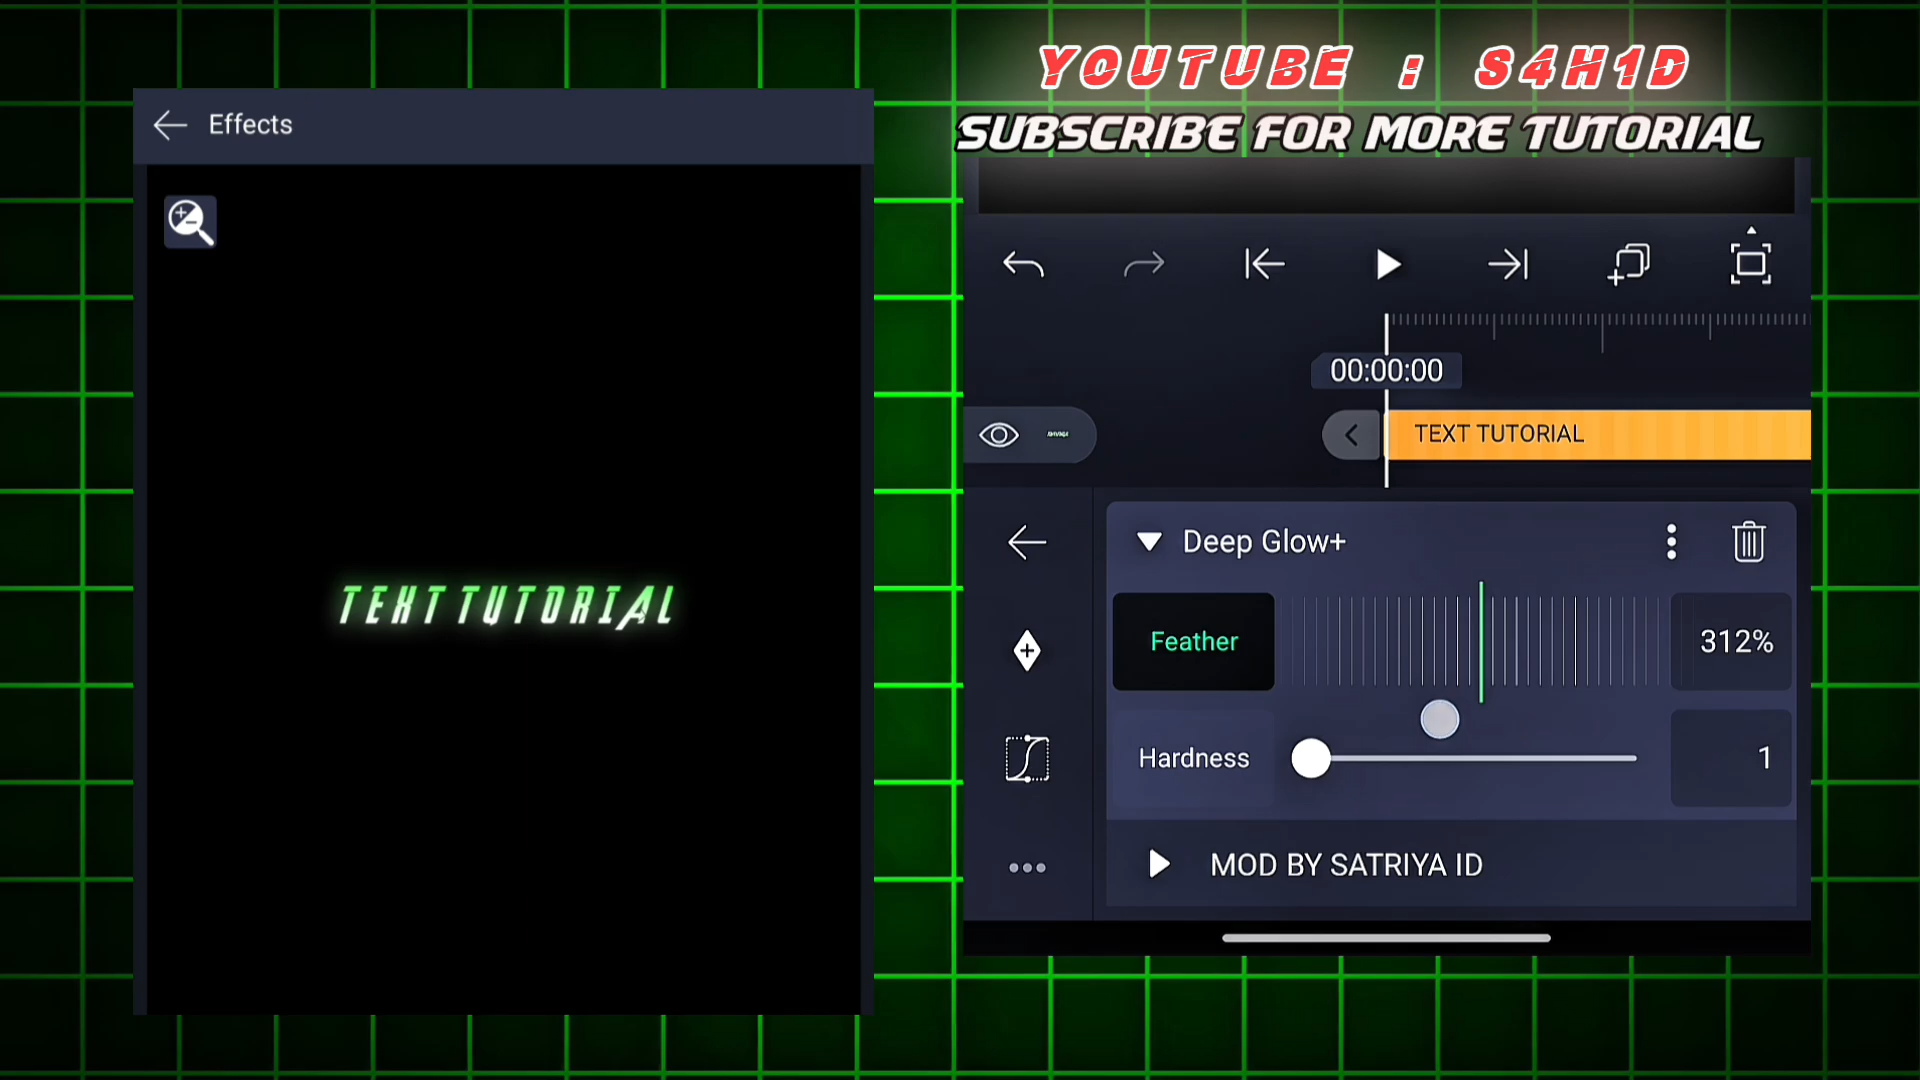 YOUTUBE : S4H1D
SUBSCRIBE FOR MORE TUTORIAL
Effects
TEXT TUTORIAL
00:00:00
TEXT TUTORIAL
Deep Glow+
Feather
312%
Hardness
1
MOD BY SATRIYA ID